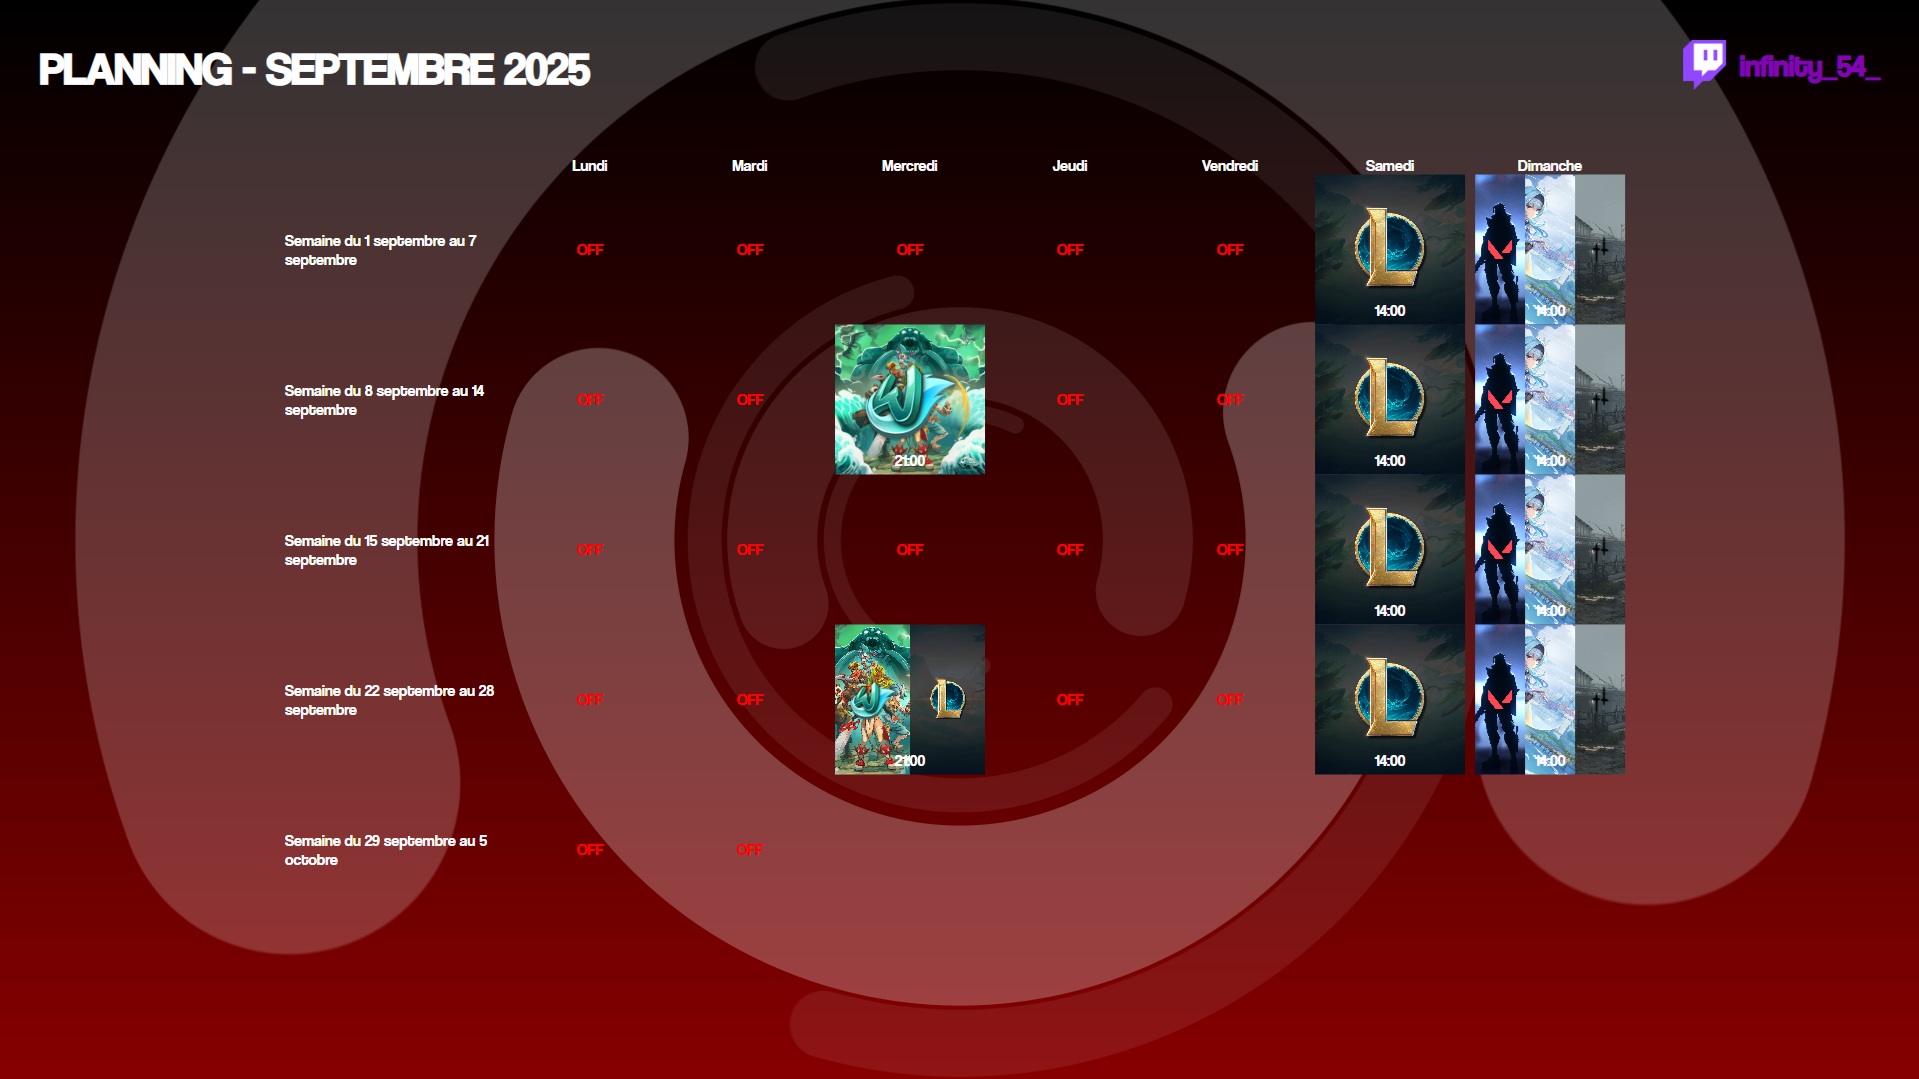 PLANNING - SEPTEMBRE 2025
infinity_54_
Lundi Mardi Mercredi Jeudi Vendredi Samedi Dimanche
Semaine du 1 septembre au 7
septembre
OFF OFF OFF OFF OFF
14:00 14:00
Semaine du 8 septembre au 14
septembre
OFF OFF OFF OFF
21:00 14:00 14:00
Semaine du 15 septembre au 21
septembre
OFF OFF OFF OFF OFF
14:00 14:00
Semaine du 22 septembre au 28
septembre
OFF OFF OFF OFF
21:00 14:00 14:00
Semaine du 29 septembre au 5
octobre
OFF OFF